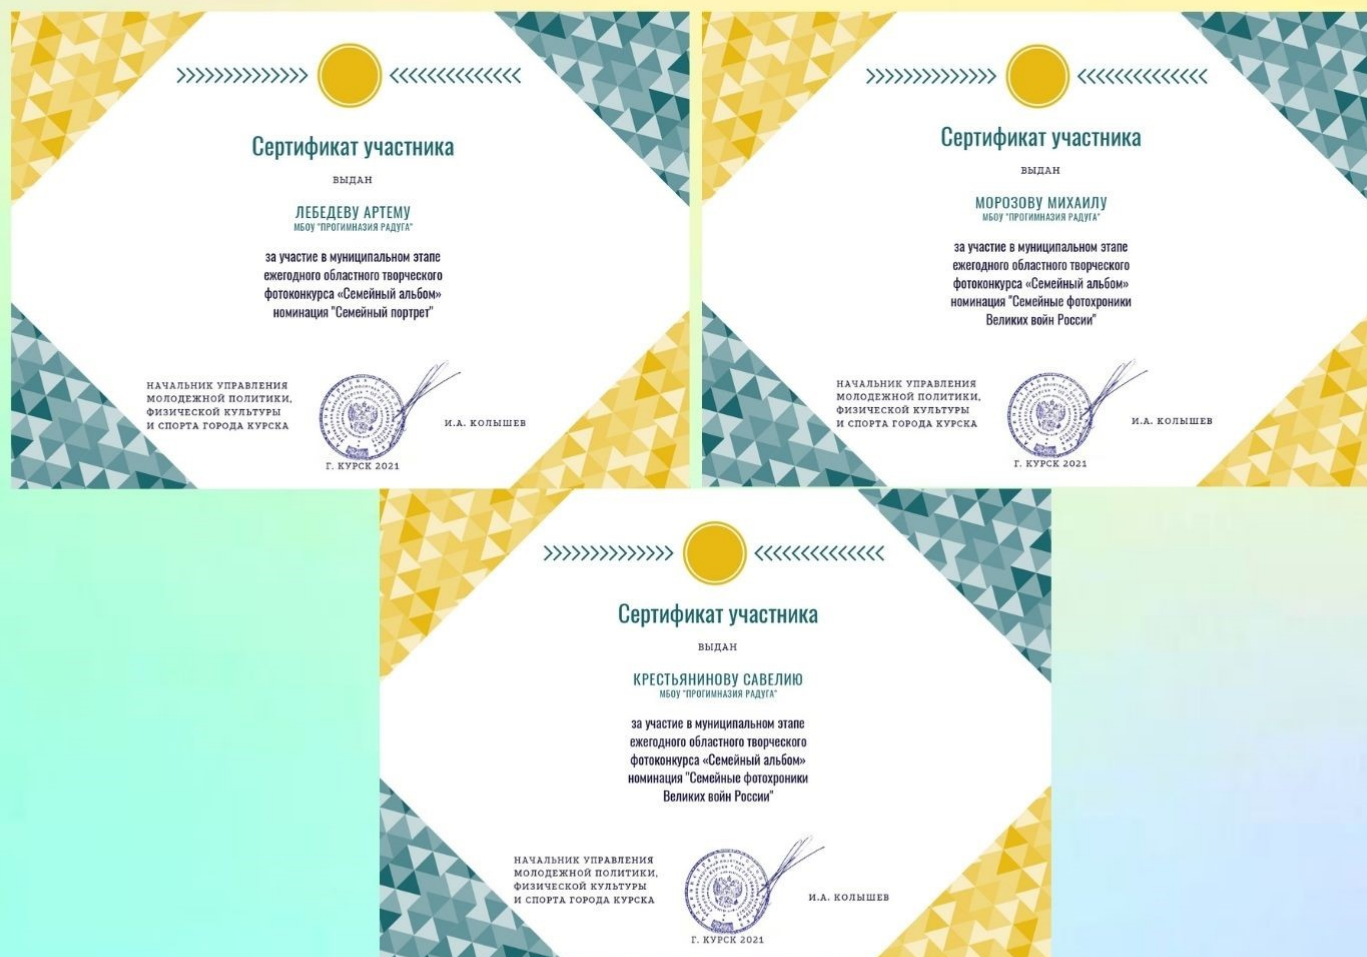 Сертификат участника
ВЫДАН
ЛЕБЕДЕВУ АРТЕМУ
МБОУ "ПРОГИМНАЗИЯ РАДУГА"
за участие в муниципальном этапе
ежегодного областного творческого
фотоконкурса «Семейный альбом»
номинация "Семейный портрет"
НАЧАЛЬНИК УПРАВЛЕНИЯ
МОЛОДЕЖНОЙ ПОЛИТИКИ,
ФИЗИЧЕСКОЙ КУЛЬТУРЫ
И СПОРТА ГОРОДА КУРСКА
И.А. КОЛЫШЕВ
Г. КУРСК 2021
Сертификат участника
ВЫДАН
МОРОЗОВУ МИХАИЛУ
МБОУ "ПРОГИМНАЗИЯ РАДУГА"
за участие в муниципальном этапе
ежегодного областного творческого
фотоконкурса «Семейный альбом»
номинация "Семейные фотохроники
Великих войн России"
НАЧАЛЬНИК УПРАВЛЕНИЯ
МОЛОДЕЖНОЙ ПОЛИТИКИ,
ФИЗИЧЕСКОЙ КУЛЬТУРЫ
И СПОРТА ГОРОДА КУРСКА
И.А. КОЛЫШЕВ
Г. КУРСК 2021
Сертификат участника
ВЫДАН
КРЕСТЬЯНИНОВУ САВЕЛИЮ
МБОУ "ПРОГИМНАЗИЯ РАДУГА"
за участие в муниципальном этапе
ежегодного областного творческого
фотоконкурса «Семейный альбом»
номинация "Семейные фотохроники
Великих войн России"
НАЧАЛЬНИК УПРАВЛЕНИЯ
МОЛОДЕЖНОЙ ПОЛИТИКИ,
ФИЗИЧЕСКОЙ КУЛЬТУРЫ
И СПОРТА ГОРОДА КУРСКА
И.А. КОЛЫШЕВ
Г. КУРСК 2021